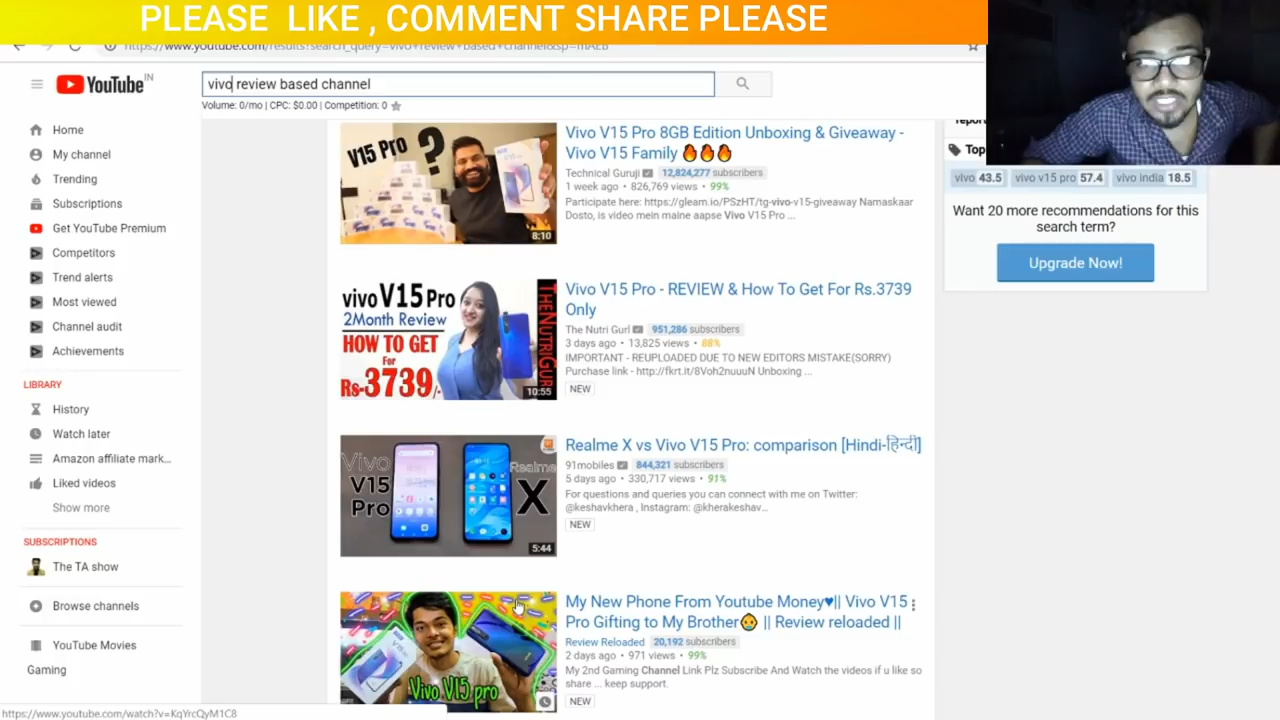 PLEASE LIKE , COMMENT SHARE PLEASE
https://www.youtube.com/results?search_query=vivo+review+based+channel&sp=mAEB
YouTube IN
vivo review based channel
Volume: 0/mo | CPC: $0.00 | Competition: 0
Home
My channel
Trending
Subscriptions
Get YouTube Premium
Competitors
Trend alerts
Most viewed
Channel audit
Achievements
LIBRARY
History
Watch later
Amazon affiliate mark...
Liked videos
Show more
SUBSCRIPTIONS
The TA show
Browse channels
YouTube Movies
Gaming
https://www.youtube.com/watch?v=KqYrcQyM1C8
V15 Pro ?
8:10
Vivo V15 Pro 8GB Edition Unboxing & Giveaway -
Vivo V15 Family 🔥🔥🔥
Technical Guruji 12,824,277 subscribers
1 week ago • 826,769 views • 99%
Participate here: https://gleam.io/PSzHT/tg-vivo-v15-giveaway Namaskaar
Dosto, is video mein maine aapse Vivo V15 Pro ...
vivo V15 Pro
2Month Review
HOW TO GET
For
Rs-3739/-
THENUTRIGURL
10:55
Vivo V15 Pro - REVIEW & How To Get For Rs.3739
Only
The Nutri Gurl 951,286 subscribers
3 days ago • 13,825 views • 88%
IMPORTANT - REUPLOADED DUE TO NEW EDITORS MISTAKE(SORRY)
Purchase link - http://fkrt.it/8Voh2nuuuN Unboxing ...
NEW
Vivo
V15
Pro
Realme
X
5:44
Realme X vs Vivo V15 Pro: comparison [Hindi-हिन्दी]
91mobiles 844,321 subscribers
5 days ago • 330,717 views • 91%
For questions and queries you can connect with me on Twitter:
@keshavkhera , Instagram: @kherakeshav...
NEW
Vivo V15 pro
My New Phone From Youtube Money♥|| Vivo V15
Pro Gifting to My Brother👶 || Review reloaded ||
Review Reloaded 20,192 subscribers
2 days ago • 971 views • 99%
My 2nd Gaming Channel Link Plz Subscribe And Watch the videos if u like so
share ... keep support.
NEW
vivo 43.5 vivo v15 pro 57.4 vivo india 18.5
Want 20 more recommendations for this
search term?
Upgrade Now!